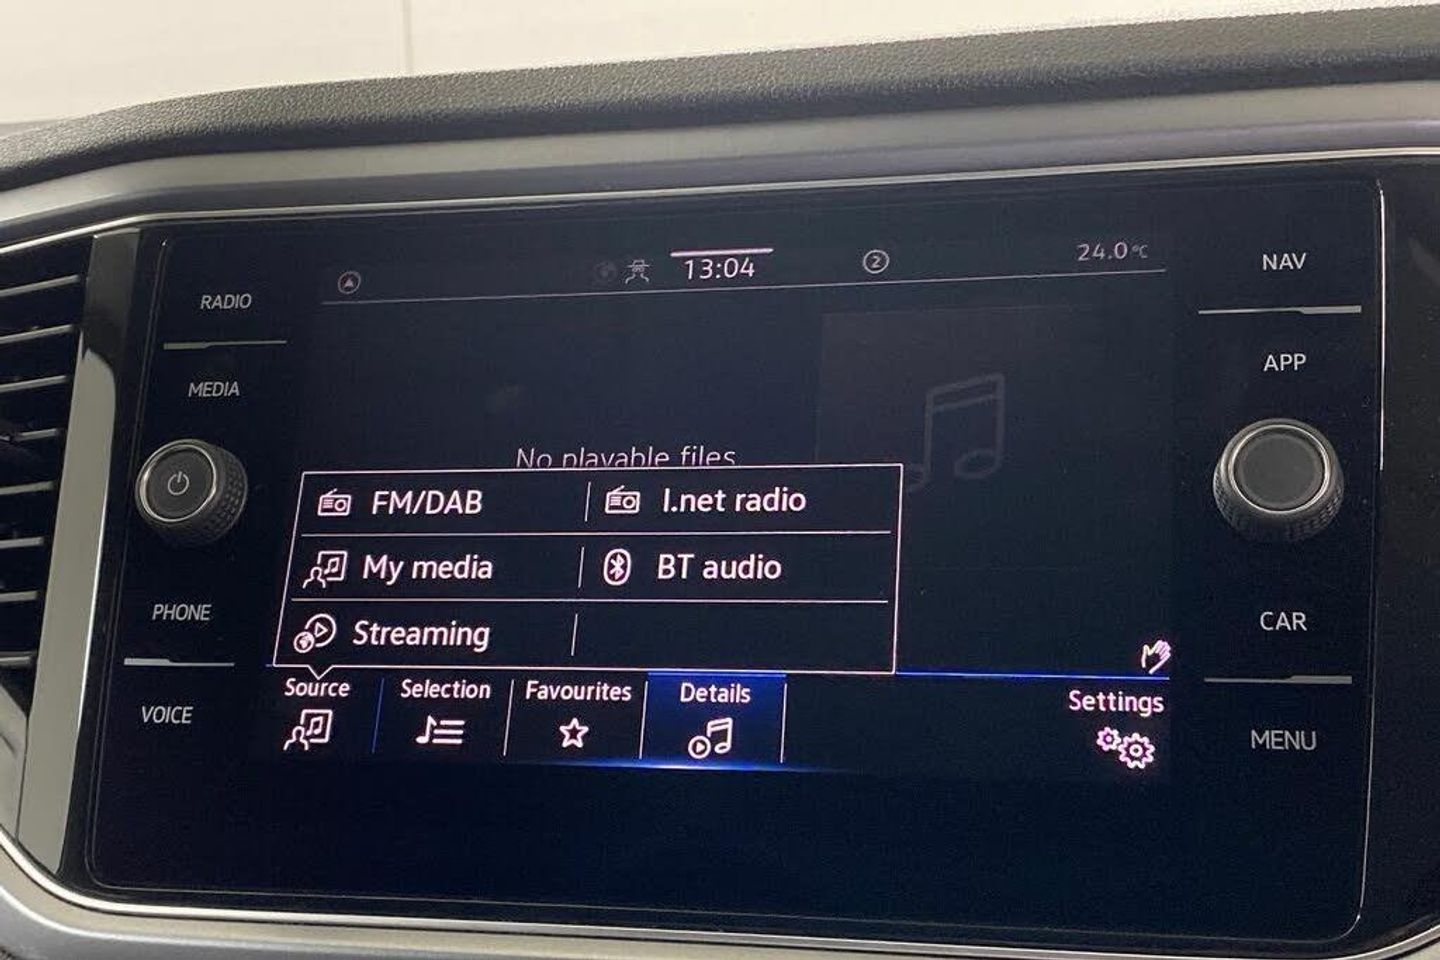 RADIO
MEDIA
PHONE
VOICE
13:04
2
24.0°C
No playable files
FM/DAB
I.net radio
My media
BT audio
Streaming
Source
Selection
Favourites
Details
Settings
NAV
APP
CAR
MENU